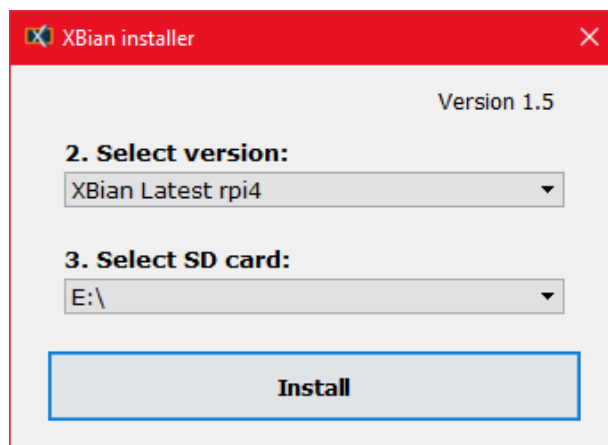 XBian installer
Version 1.5
2. Select version:
XBian Latest rpi4
3. Select SD card:
E:\
Install